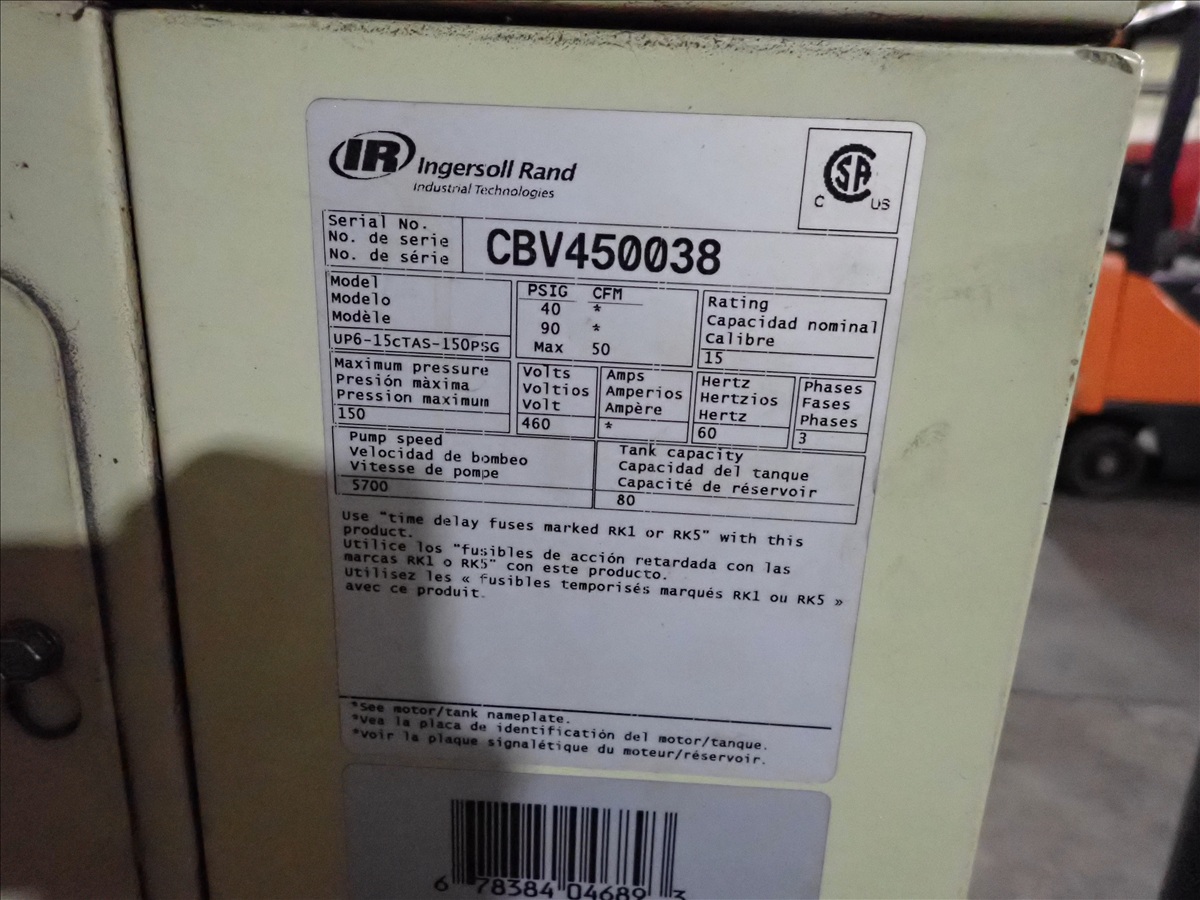 IR Ingersoll Rand
Industrial Technologies
CSA
C US
Serial No.
No. de serie
No. de série
CBV450038
Model
Modelo
Modèle
UP6-15cTAS-150PSG
PSIG CFM
40 *
90 *
Max 50
Rating
Capacidad nominal
Calibre
15
Maximum pressure
Presión màxima
Pression maximum
150
Volts
Voltios
Volt
460
Amps
Amperios
Ampère
*
Hertz
Hertzios
Hertz
60
Phases
Fases
Phases
3
Pump speed
Velocidad de bombeo
Vitesse de pompe
5700
Tank capacity
Capacidad del tanque
Capacité de réservoir
80
Use "time delay fuses marked RK1 or RK5" with this
product.
Utilice los "fusibles de acción retardada con las
marcas RK1 o RK5" con este producto.
Utilisez les « fusibles temporisés marqués RK1 ou RK5 »
avec ce produit.
*See motor/tank nameplate.
*Vea la placa de identificatión del motor/tanque.
*voir la plaque signalétique du moteur/réservoir.
6 78384 04689 3